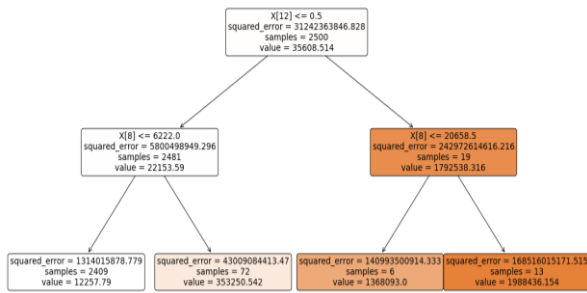 X[12] <= 0.5
squared_error = 31242363846.828
samples = 2500
value = 35608.514
X[8] <= 6222.0
squared_error = 5800498949.296
samples = 2481
value = 22153.59
X[8] <= 20658.5
squared_error = 242972614616.216
samples = 19
value = 1792538.316
squared_error = 1314015878.779
samples = 2409
value = 12257.79
squared_error = 43009084413.47
samples = 72
value = 353250.542
squared_error = 140993500914.333
samples = 6
value = 1368093.0
squared_error = 168516015171.515
samples = 13
value = 1988436.154